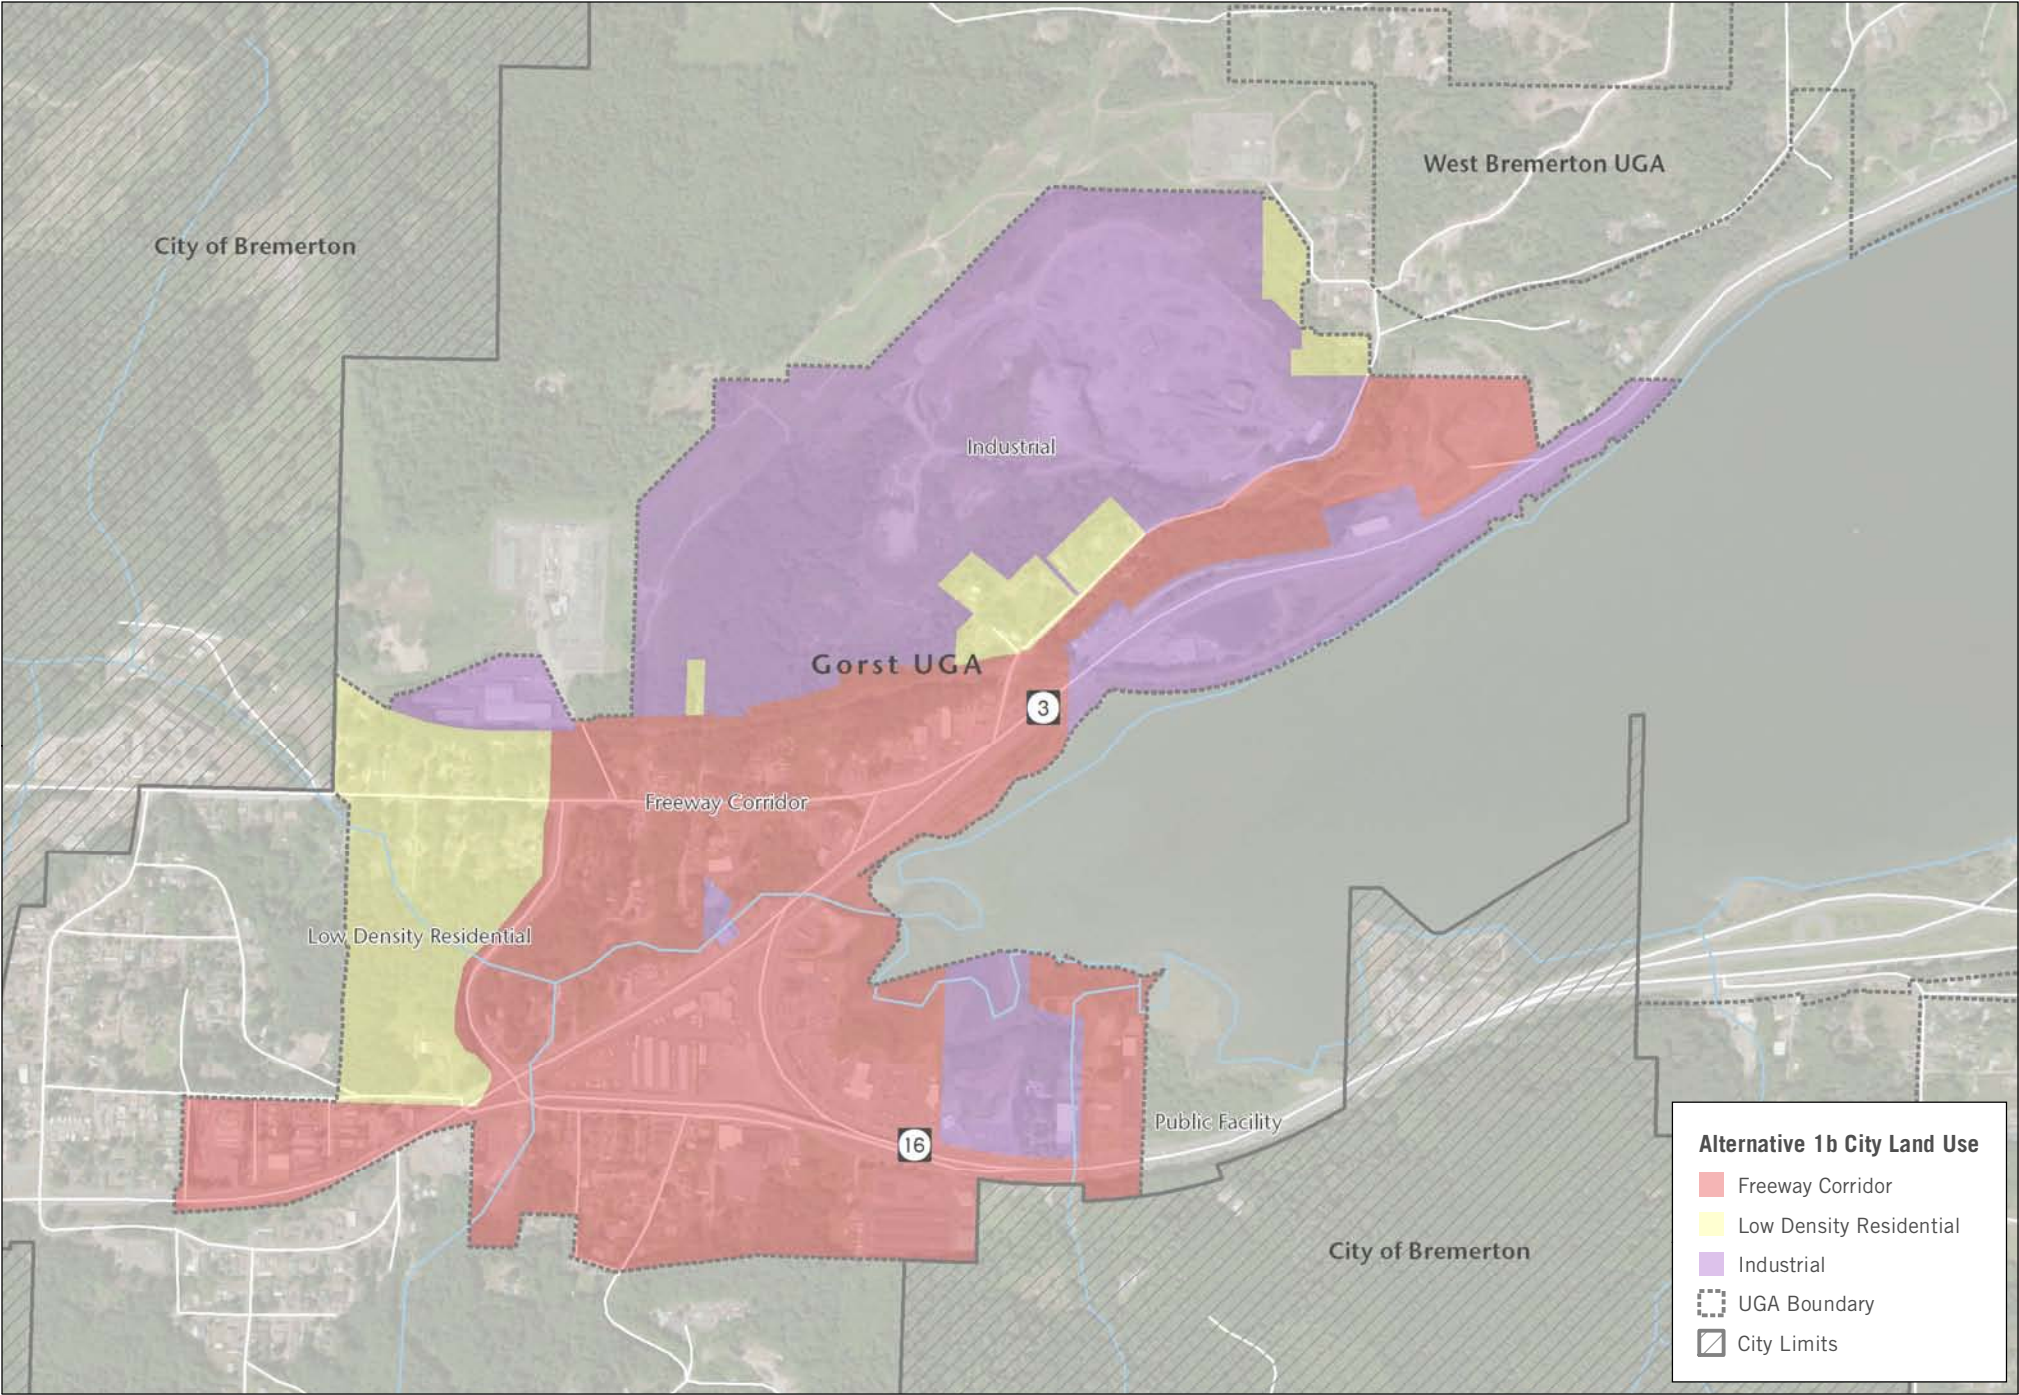 West Bremerton UGA
City of Bremerton
Industrial
Gorst UGA
3
Freeway Corridor
Low Density Residential
Public Facility
16
City of Bremerton
Alternative 1b City Land Use
Freeway Corridor
Low Density Residential
Industrial
UGA Boundary
City Limits